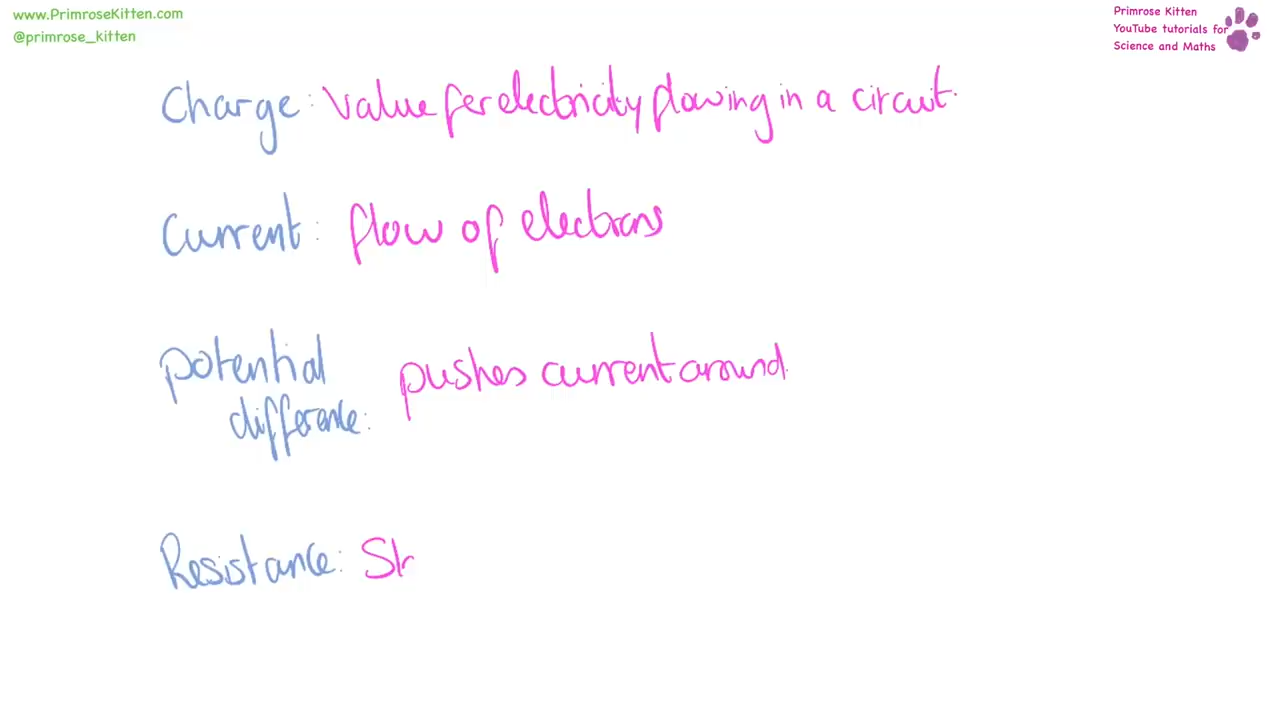 www.PrimroseKitten.com
@primrose_kitten
Primrose Kitten
YouTube tutorials for
Science and Maths
Charge: Value for electricity flowing in a circuit.
Current: flow of electrons
potential
difference: pushes current around
Resistance: